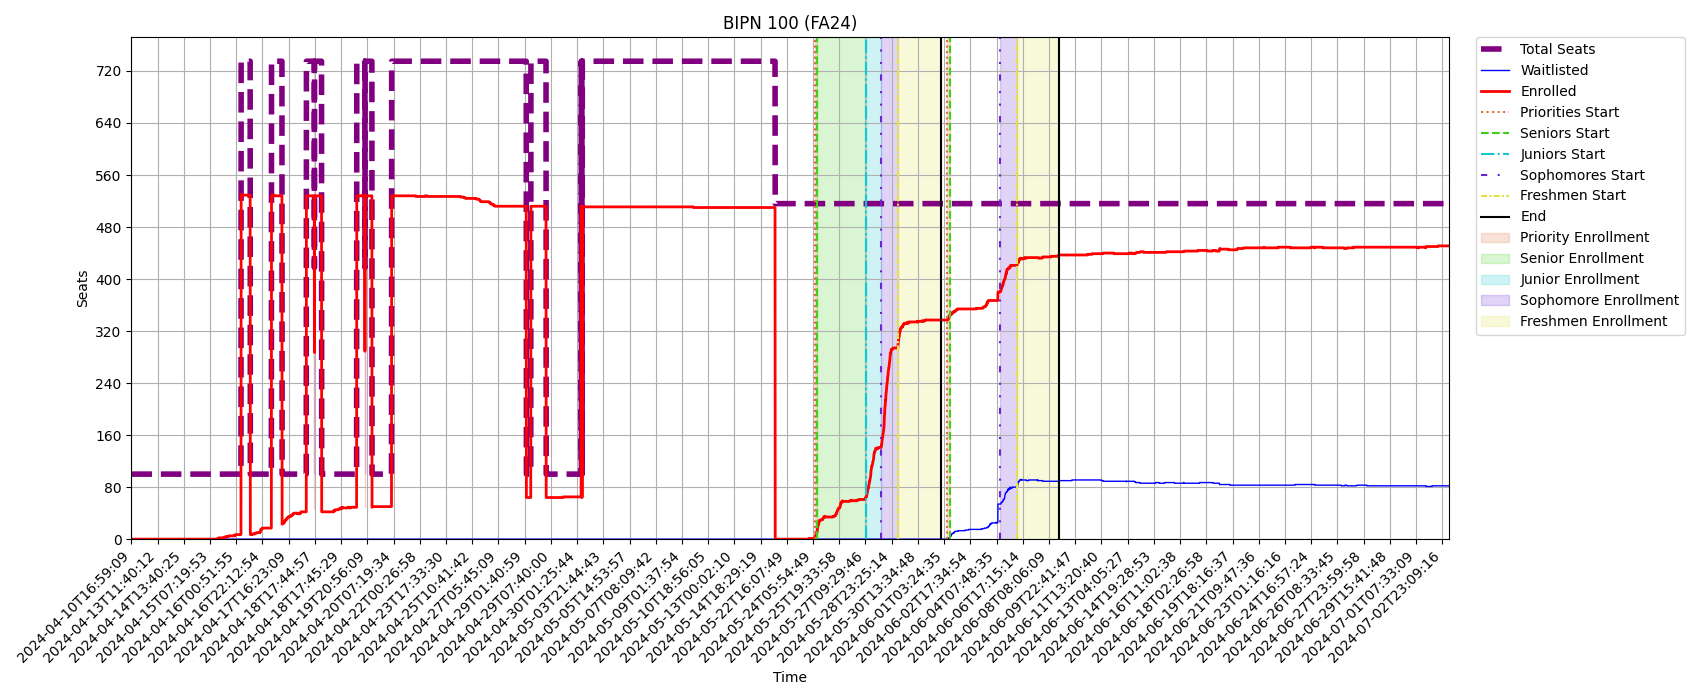 BIPN 100 (FA24)
Seats
720
640
560
480
400
320
240
160
80
0
2024-04-10T16:59:09
2024-04-13T11:40:12
2024-04-14T13:40:25
2024-04-15T07:19:53
2024-04-16T00:51:55
2024-04-16T22:12:54
2024-04-17T16:23:09
2024-04-18T17:44:57
2024-04-18T17:45:29
2024-04-19T20:56:09
2024-04-20T07:19:34
2024-04-22T00:26:58
2024-04-23T17:33:30
2024-04-25T10:41:42
2024-04-27T05:45:09
2024-04-29T01:40:59
2024-04-29T07:40:00
2024-04-30T01:25:44
2024-05-03T21:44:43
2024-05-05T14:53:57
2024-05-07T08:09:42
2024-05-09T01:37:54
2024-05-10T18:56:05
2024-05-13T00:02:10
2024-05-14T18:29:19
2024-05-22T16:07:49
2024-05-24T05:54:49
2024-05-25T19:33:58
2024-05-27T09:29:46
2024-05-28T23:25:14
2024-05-30T13:34:48
2024-06-01T03:24:35
2024-06-02T17:34:54
2024-06-04T07:48:35
2024-06-06T17:15:14
2024-06-08T08:06:09
2024-06-09T22:41:47
2024-06-11T13:20:40
2024-06-13T04:05:27
2024-06-14T19:28:53
2024-06-16T11:02:38
2024-06-18T02:26:58
2024-06-19T18:16:37
2024-06-21T09:47:36
2024-06-23T01:16:16
2024-06-24T16:57:24
2024-06-26T08:33:45
2024-06-27T23:59:58
2024-06-29T15:41:48
2024-07-01T07:33:09
2024-07-02T23:09:16
Time
Total Seats
Waitlisted
Enrolled
Priorities Start
Seniors Start
Juniors Start
Sophomores Start
Freshmen Start
End
Priority Enrollment
Senior Enrollment
Junior Enrollment
Sophomore Enrollment
Freshmen Enrollment